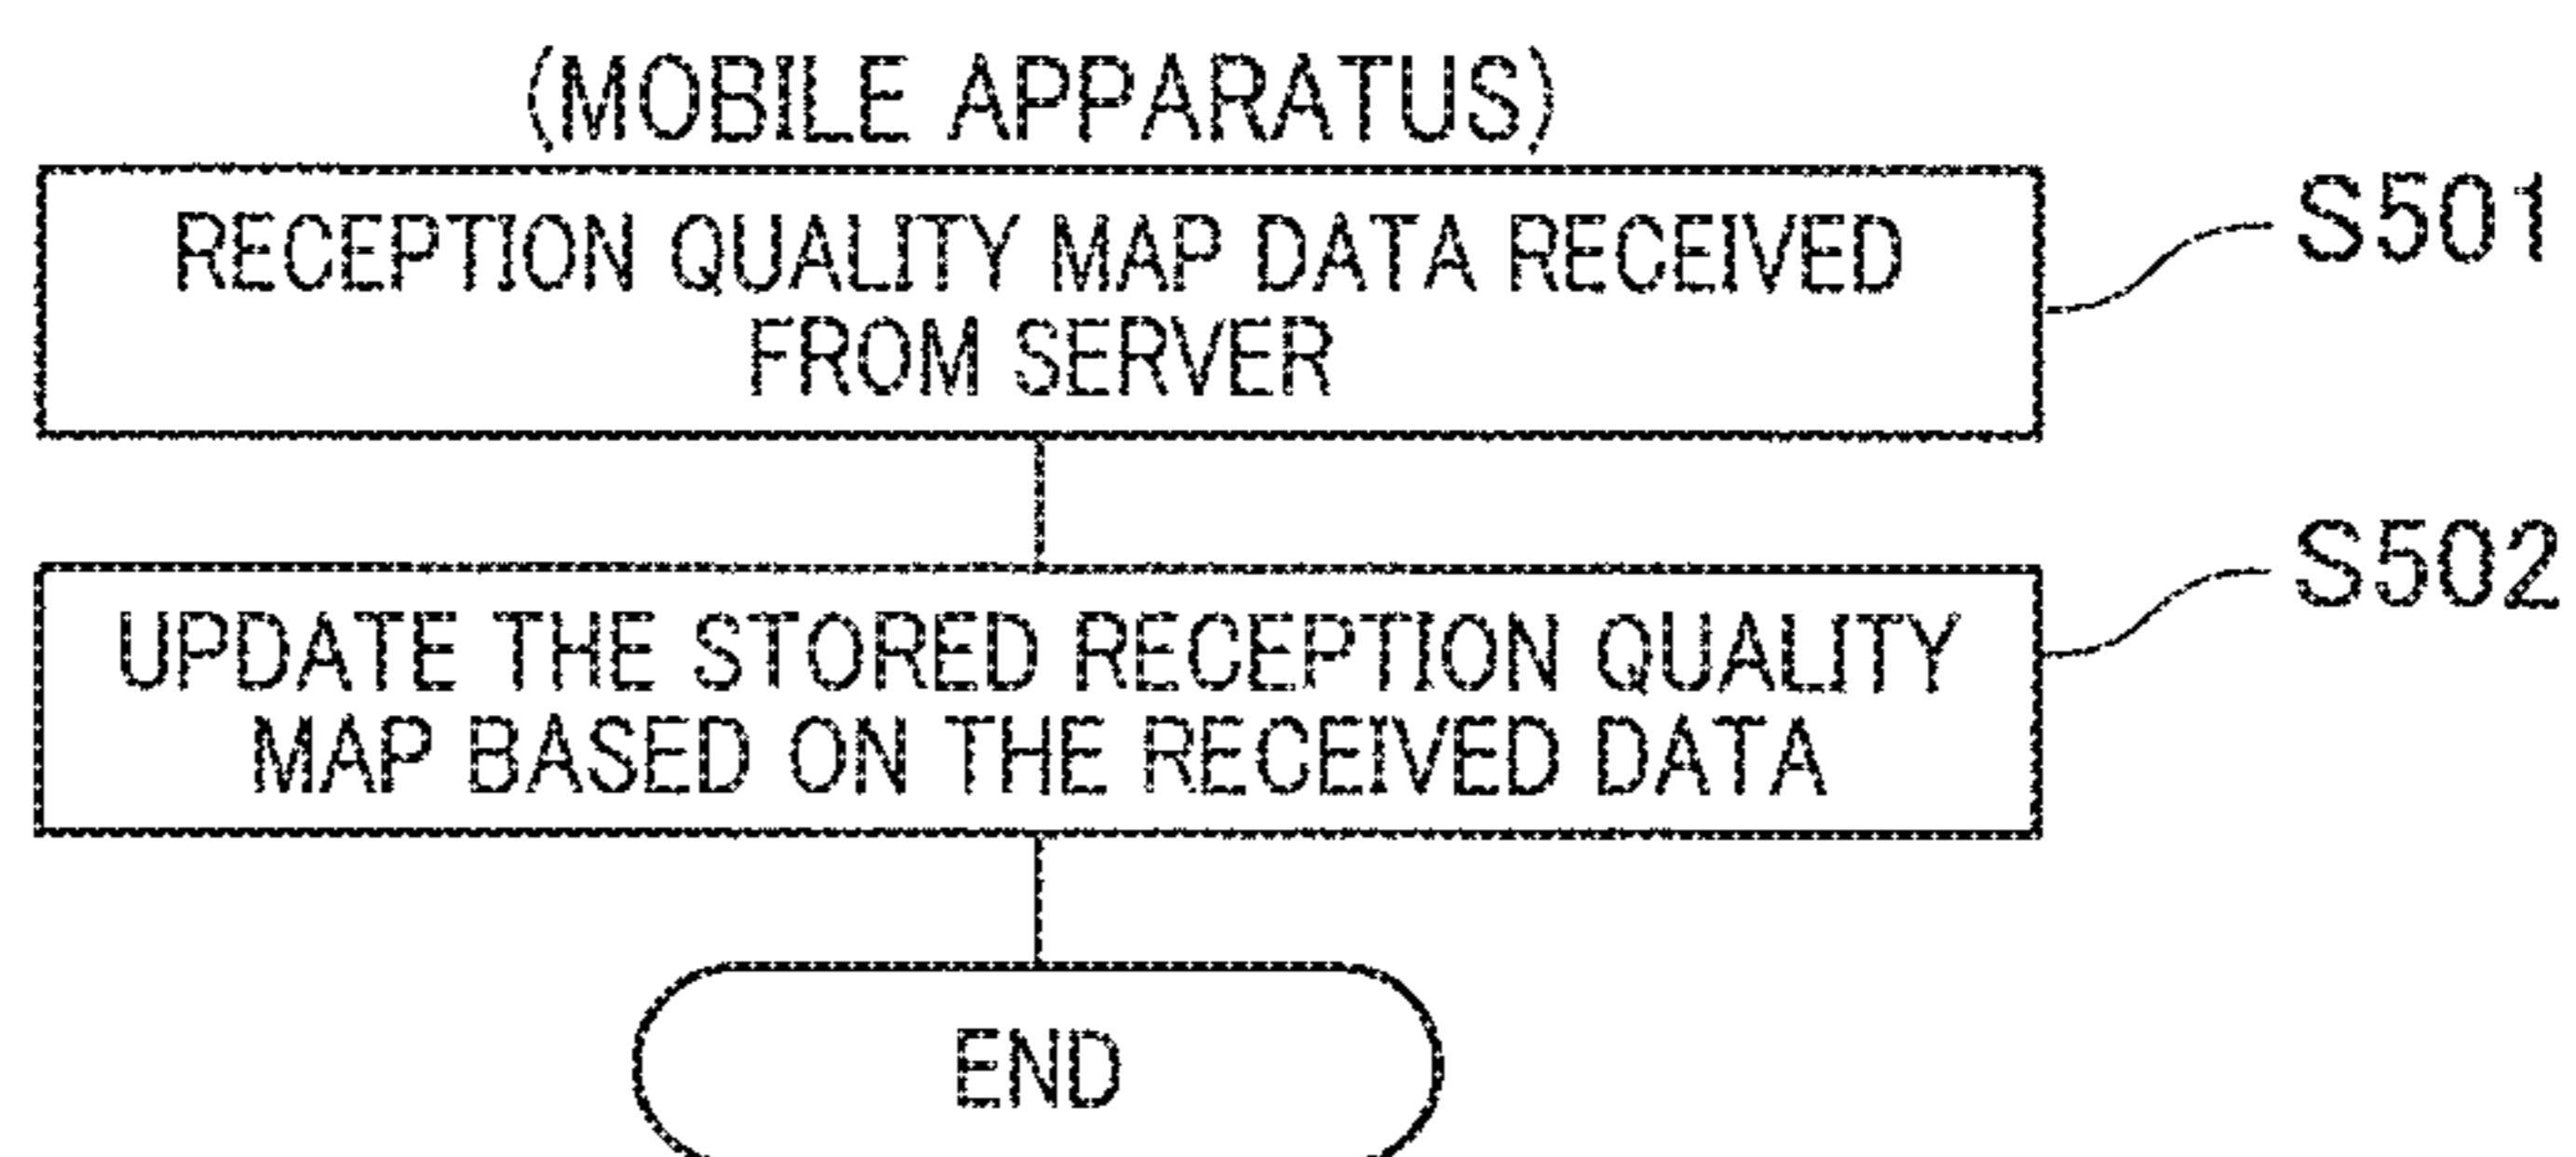 (MOBILE APPARATUS)
RECEPTION QUALITY MAP DATA RECEIVED
FROM SERVER
S501
UPDATE THE STORED RECEPTION QUALITY
MAP BASED ON THE RECEIVED DATA
S502
END